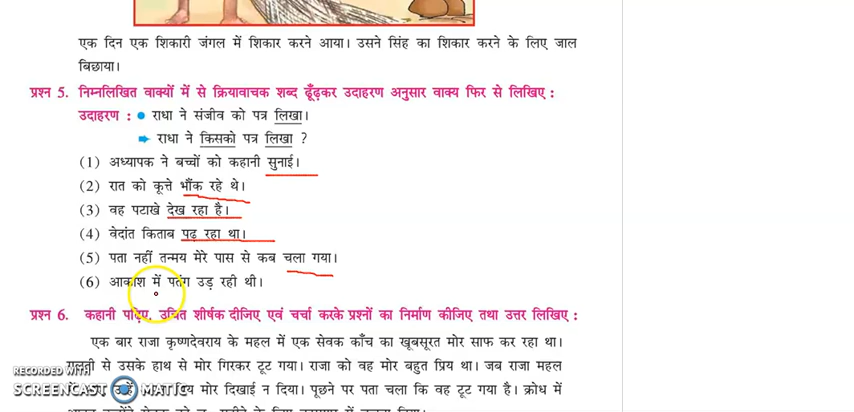 एक दिन एक शिकारी जंगल में शिकार करने आया। उसने सिंह का शिकार करने के लिए जाल
बिछाया।
प्रश्न 5. निम्नलिखित वाक्यों में से क्रियावाचक शब्द ढूँढ़कर उदाहरण अनुसार वाक्य फिर से लिखिए :
उदाहरण : ● राधा ने संजीव को पत्र लिखा।
➨ राधा ने किसको पत्र लिखा ?
(1) अध्यापक ने बच्चों को कहानी सुनाई।
(2) रात को कूत्ते भौंक रहे थे।
(3) वह पटाखे देख रहा है।
(4) वेदांत किताब पढ़ रहा था।
(5) पता नहीं तन्मय मेरे पास से कब चला गया।
(6) आकाश में पतंग उड़ रही थी।
प्रश्न 6. कहानी पढ़िए, उचित शीर्षक दीजिए एवं चर्चा करके प्रश्नों का निर्माण कीजिए तथा उत्तर लिखिए :
एक बार राजा कृष्णदेवराय के महल में एक सेवक काँच का खूबसूरत मोर साफ कर रहा था।
गलती से उसके हाथ से मोर गिरकर टूट गया। राजा को वह मोर बहुत प्रिय था। जब राजा महल
मोर दिखाई न दिया। पूछने पर पता चला कि वह टूट गया है। क्रोध में
RECORDED WITH
SCREENCAST MATIC